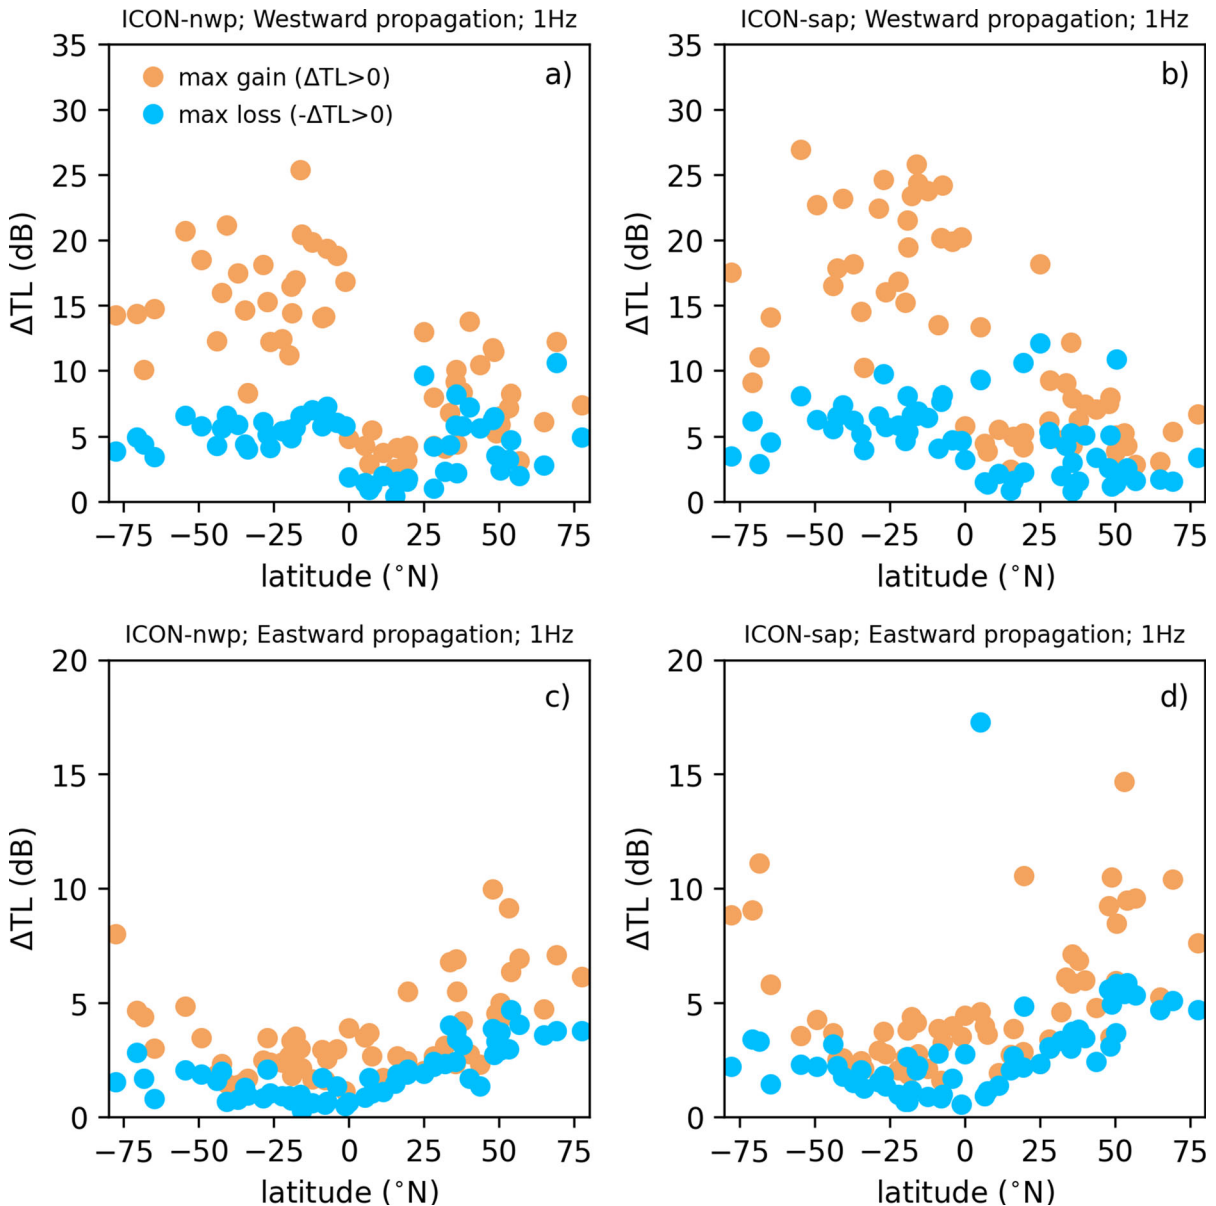 ICON-nwp; Westward propagation; 1Hz
35
30
25
20
15
10
5
0
ΔTL (dB)
max gain (ΔTL>0)
max loss (-ΔTL>0)
a)
−75 −50 −25 0 25 50 75
latitude (°N)
ICON-sap; Westward propagation; 1Hz
35
30
25
20
15
10
5
0
ΔTL (dB)
b)
−75 −50 −25 0 25 50 75
latitude (°N)
ICON-nwp; Eastward propagation; 1Hz
20
15
10
5
0
ΔTL (dB)
c)
−75 −50 −25 0 25 50 75
latitude (°N)
ICON-sap; Eastward propagation; 1Hz
20
15
10
5
0
ΔTL (dB)
d)
−75 −50 −25 0 25 50 75
latitude (°N)